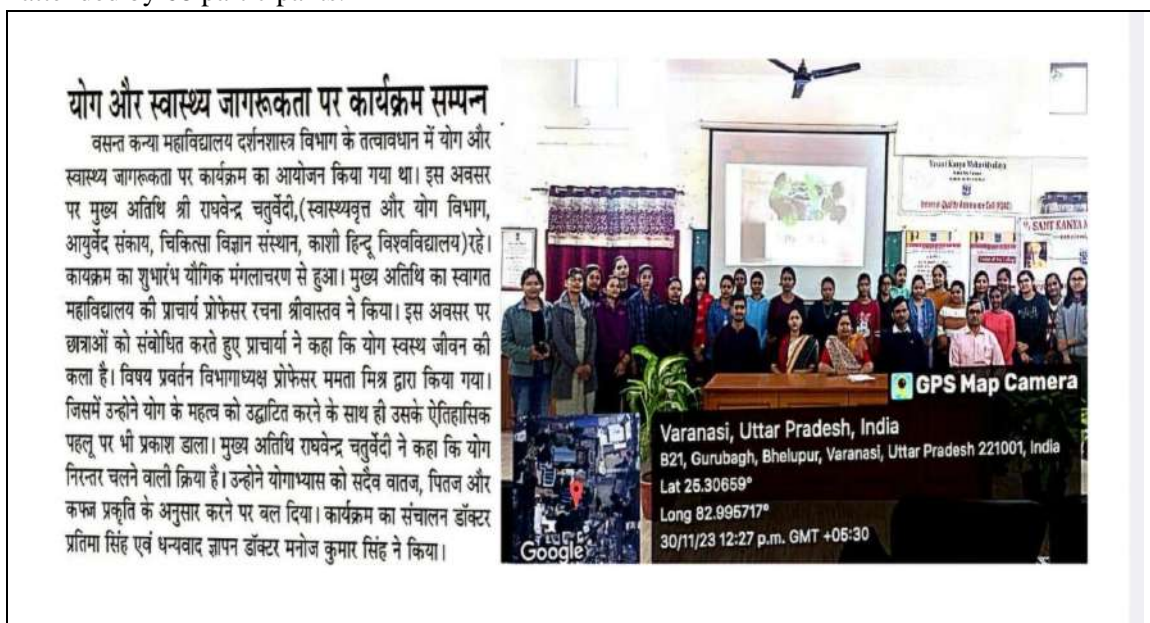 योग और स्वास्थ्य जागरूकता पर कार्यक्रम सम्पन्न
वसन्त कन्या महाविद्यालय दर्शनशास्त्र विभाग के तत्वावधान में योग और
स्वास्थ्य जागरूकता पर कार्यक्रम का आयोजन किया गया था। इस अवसर
पर मुख्य अतिथि श्री राघवेन्द्र चतुर्वेदी,(स्वास्थ्यवृत्त और योग विभाग,
आयुर्वेद संकाय, चिकित्सा विज्ञान संस्थान, काशी हिन्दू विश्वविद्यालय)रहे।
कायक्रम का शुभारंभ यौगिक मंगलाचरण से हुआ। मुख्य अतिथि का स्वागत
महाविद्यालय की प्राचार्य प्रोफेसर रचना श्रीवास्तव ने किया। इस अवसर पर
छात्राओं को संबोधित करते हुए प्राचार्या ने कहा कि योग स्वस्थ जीवन की
कला है। विषय प्रवर्तन विभागाध्यक्ष प्रोफेसर ममता मिश्र द्वारा किया गया।
जिसमें उन्होने योग के महत्व को उद्घाटित करने के साथ ही उसके ऐतिहासिक
पहलू पर भी प्रकाश डाला। मुख्य अतिथि राघवेन्द्र चतुर्वेदी ने कहा कि योग
निरन्तर चलने वाली क्रिया है। उन्होने योगाभ्यास को सदैव वातज, पितज और
कफज प्रकृति के अनुसार करने पर वल दिया। कार्यक्रम का संचालन डॉक्टर
प्रतिमा सिंह एवं धन्यवाद ज्ञापन डॉक्टर मनोज कुमार सिंह ने किया।
Vasant Kanya Mahavidyalaya
Internal Quality Assurance Cell (IQAC)
SANT KANYA
GPS Map Camera
Varanasi, Uttar Pradesh, India
B21, Gurubagh, Bhelupur, Varanasi, Uttar Pradesh 221001, India
Lat 25.30659°
Long 82.995717°
30/11/23 12:27 p.m. GMT +05:30
Google